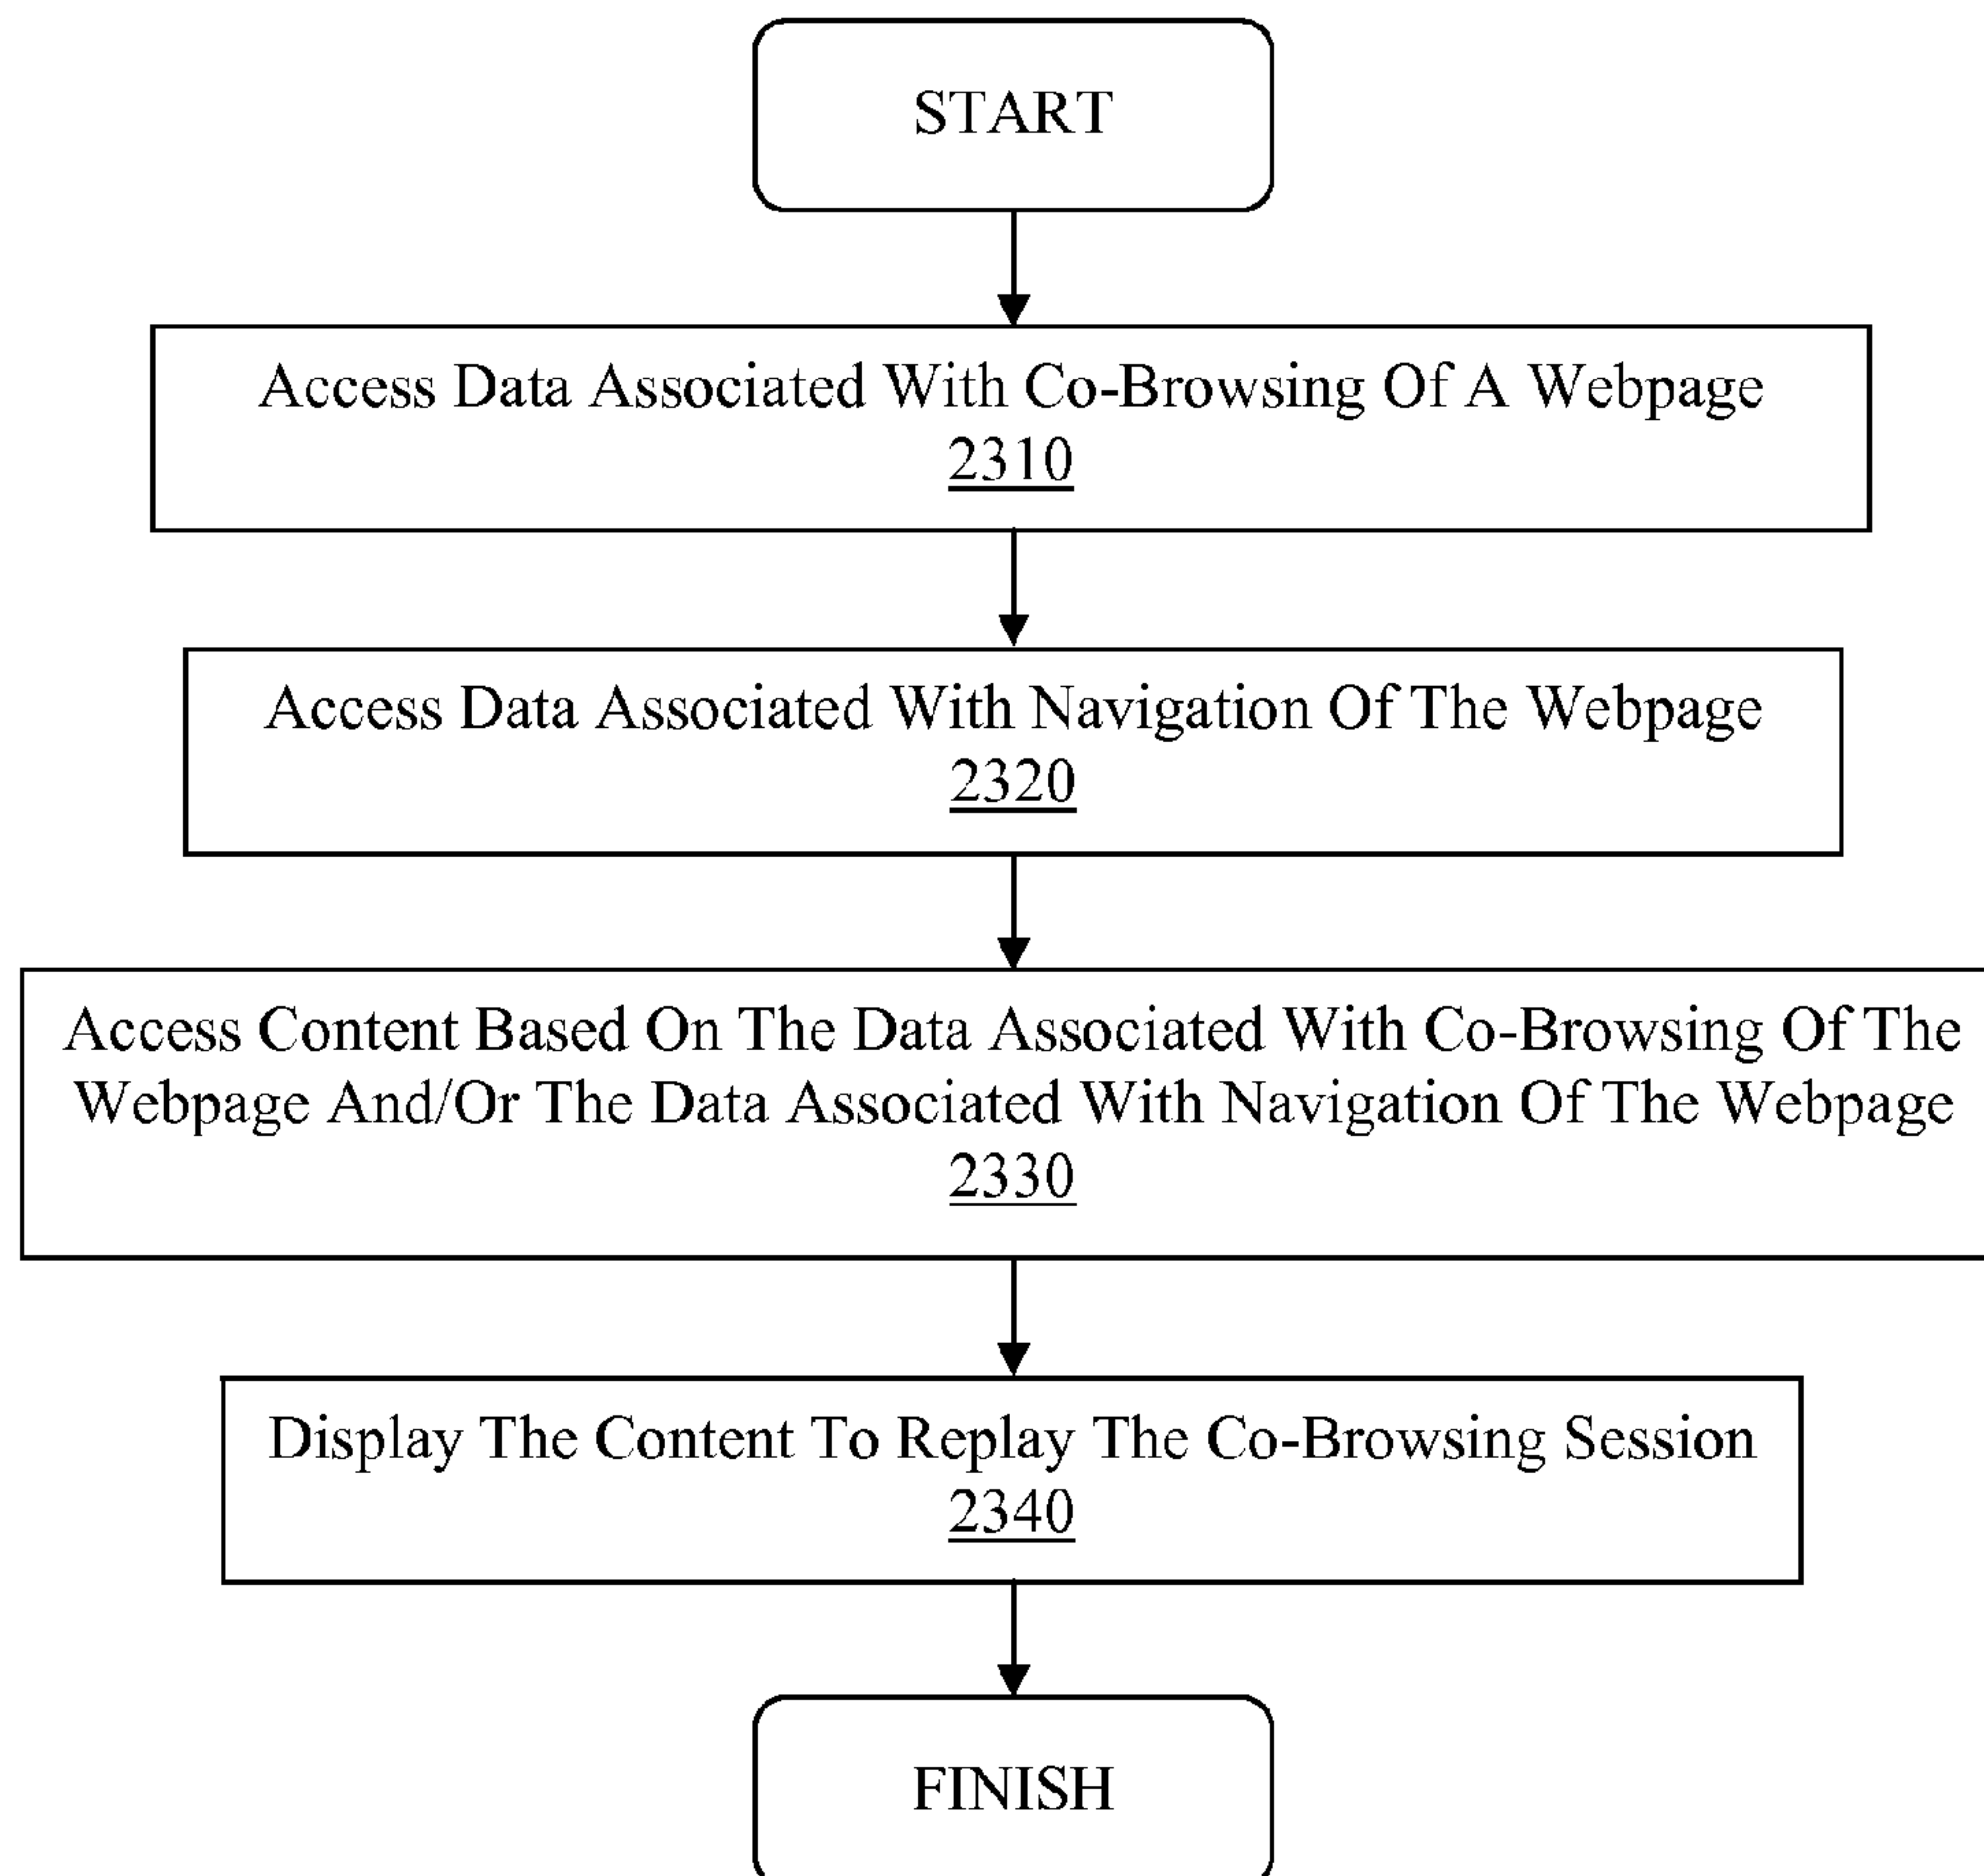 START
Access Data Associated With Co-Browsing Of A Webpage
2310
Access Data Associated With Navigation Of The Webpage
2320
Access Content Based On The Data Associated With Co-Browsing Of The
Webpage And/Or The Data Associated With Navigation Of The Webpage
2330
Display The Content To Replay The Co-Browsing Session
2340
FINISH